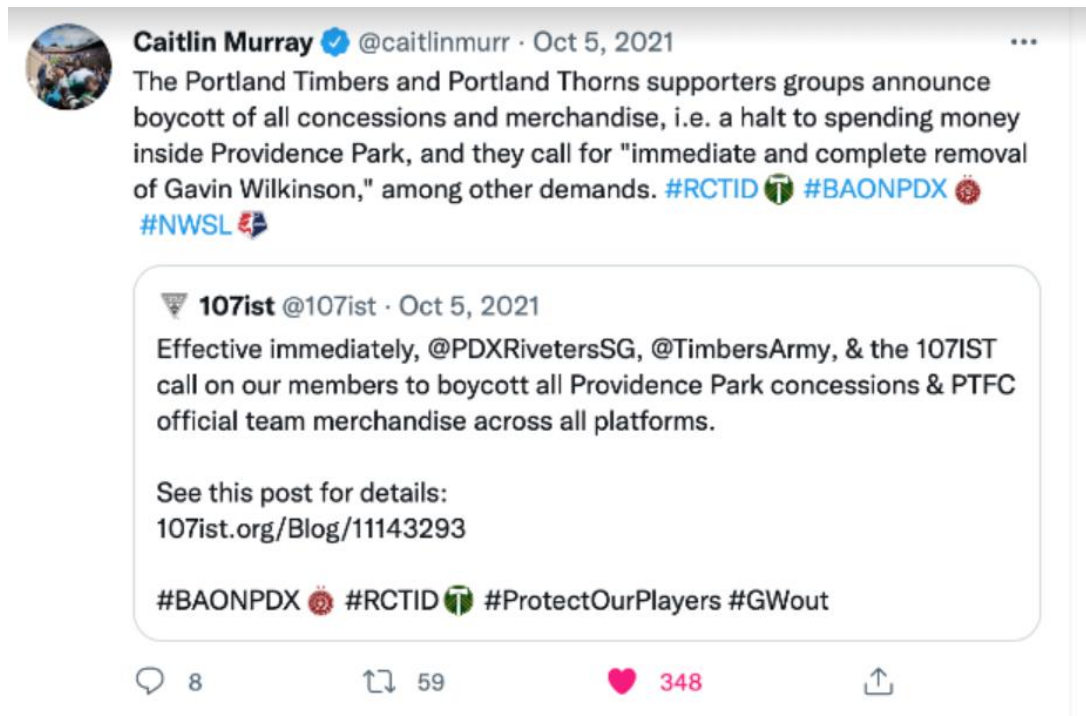 Caitlin Murray @caitlinmurr · Oct 5, 2021
The Portland Timbers and Portland Thorns supporters groups announce
boycott of all concessions and merchandise, i.e. a halt to spending money
inside Providence Park, and they call for "immediate and complete removal
of Gavin Wilkinson," among other demands. #RCTID #BAONPDX
#NWSL
107ist @107ist · Oct 5, 2021
Effective immediately, @PDXRivetersSG, @TimbersArmy, & the 107IST
call on our members to boycott all Providence Park concessions & PTFC
official team merchandise across all platforms.
See this post for details:
107ist.org/Blog/11143293
#BAONPDX #RCTID #ProtectOurPlayers #GWout
8 59 348